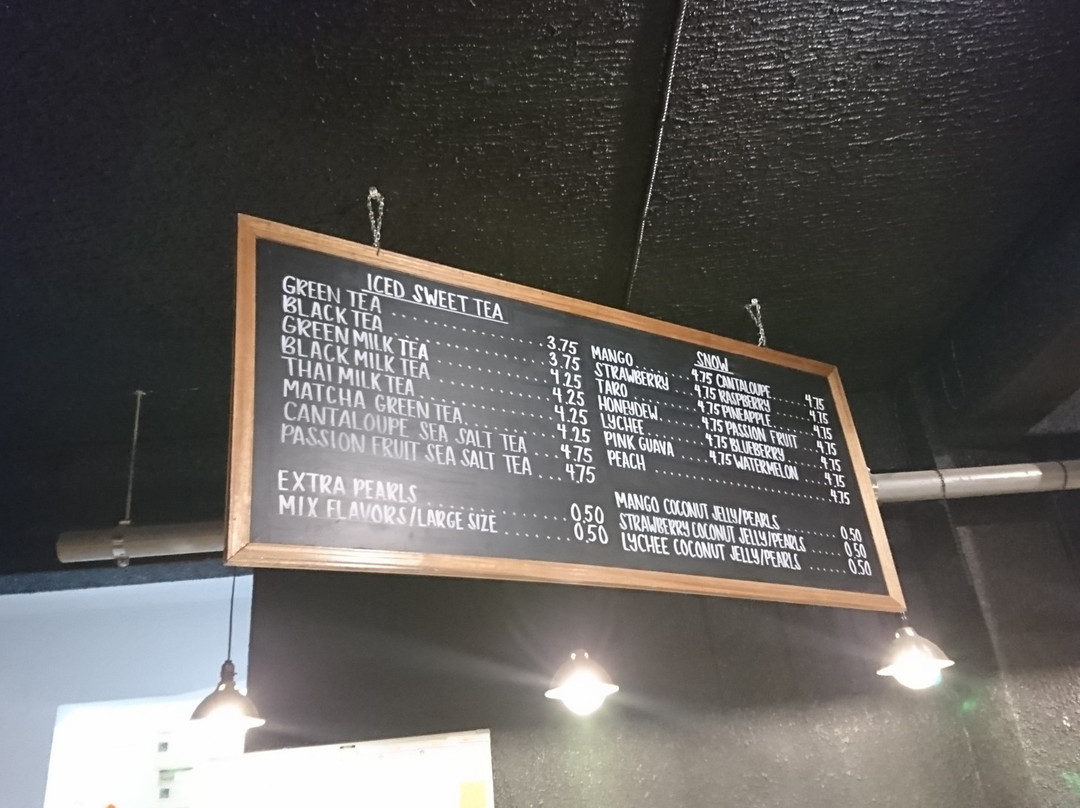 ICED SWEET TEA
GREEN TEA 3.75
BLACK TEA 3.75
GREEN MILK TEA 4.25
BLACK MILK TEA 4.25
THAI MILK TEA 4.25
MATCHA GREEN TEA 4.25
CANTALOUPE SEA SALT TEA 4.75
PASSION FRUIT SEA SALT TEA 4.75
EXTRA PEARLS 0.50
MIX FLAVORS/LARGE SIZE 0.50
SNOW
MANGO 4.75 CANTALOUPE 4.75
STRAWBERRY 4.75 RASPBERRY 4.75
TARO 4.75 PINEAPPLE 4.75
HONEYDEW 4.75 PASSION FRUIT 4.75
LYCHEE 4.75 BLUEBERRY 4.75
PINK GUAVA 4.75 WATERMELON 4.75
PEACH 4.75
MANGO COCONUT JELLY/PEARLS 0.50
STRAWBERRY COCONUT JELLY/PEARLS 0.50
LYCHEE COCONUT JELLY/PEARLS 0.50